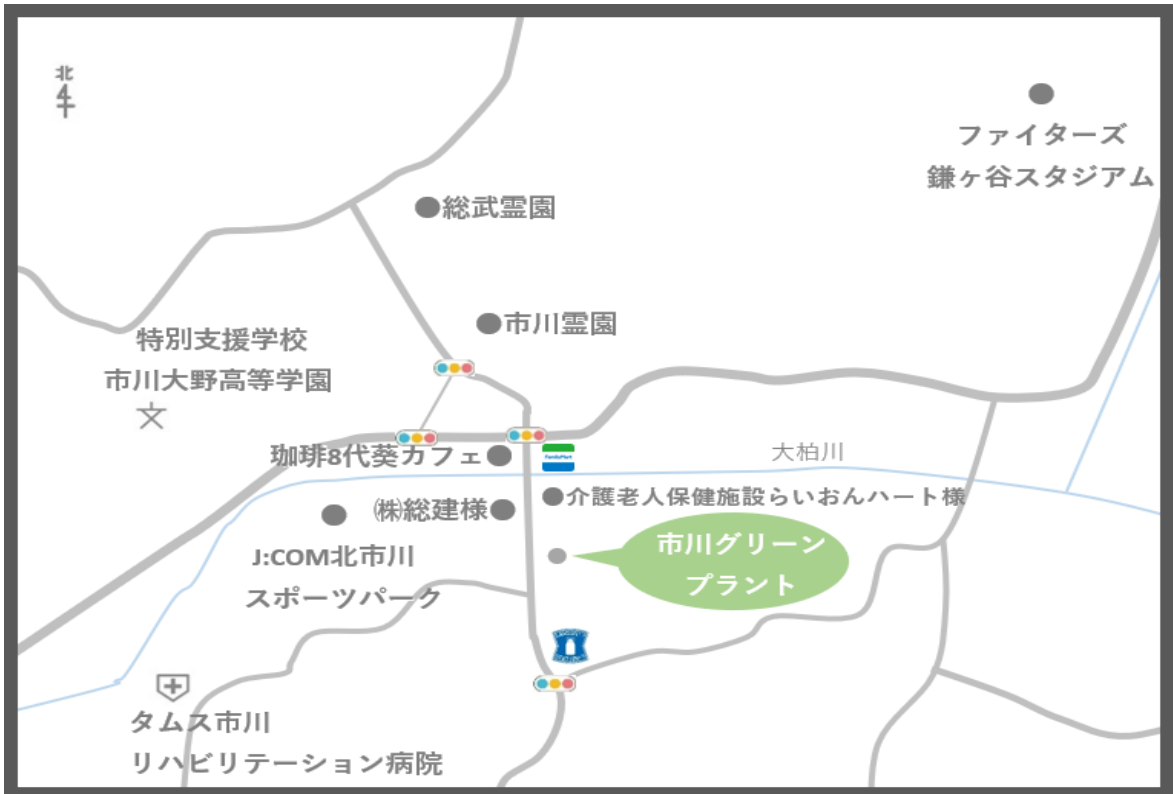 北
ファイターズ
鎌ヶ谷スタジアム
総武霊園
市川霊園
特別支援学校
市川大野高等学園
文
珈琲8代葵カフェ
FamilyMart
大柏川
介護老人保健施設らいおんハート様
㈱総建様
市川グリーン
プラント
J:COM北市川
スポーツパーク
タムス市川
リハビリテーション病院